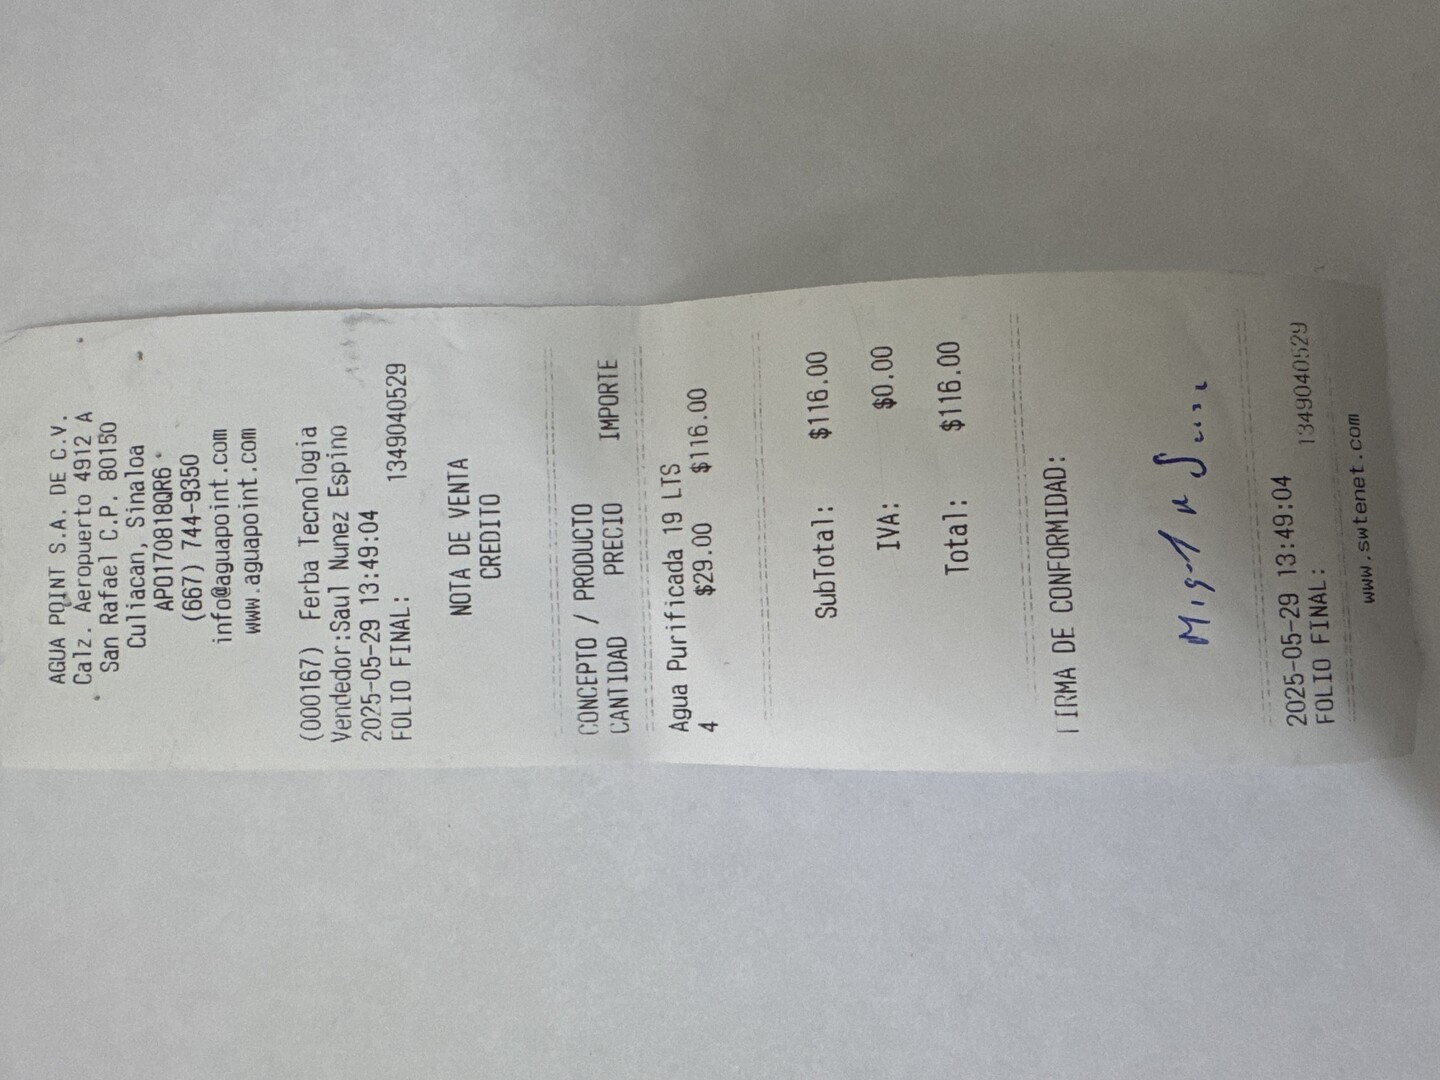 AGUA POINT S.A. DE C.V.
Calz. Aeropuerto 4912 A
San Rafael C.P. 80150
Culiacan, Sinaloa
APO170818QR6
(667) 744-9350
info@aguapoint.com
www.aguapoint.com
(000167) Ferba Tecnologia
Vendedor:Saul Nunez Espino
2025-05-29 13:49:04
FOLIO FINAL: 1349040529
NOTA DE VENTA
CREDITO
CONCEPTO / PRODUCTO
CANTIDAD PRECIO IMPORTE
Agua Purificada 19 LTS
4 $29.00 $116.00
SubTotal: $116.00
IVA: $0.00
Total: $116.00
FIRMA DE CONFORMIDAD:
2025-05-29 13:49:04
FOLIO FINAL: 1349040529
www.swtenet.com